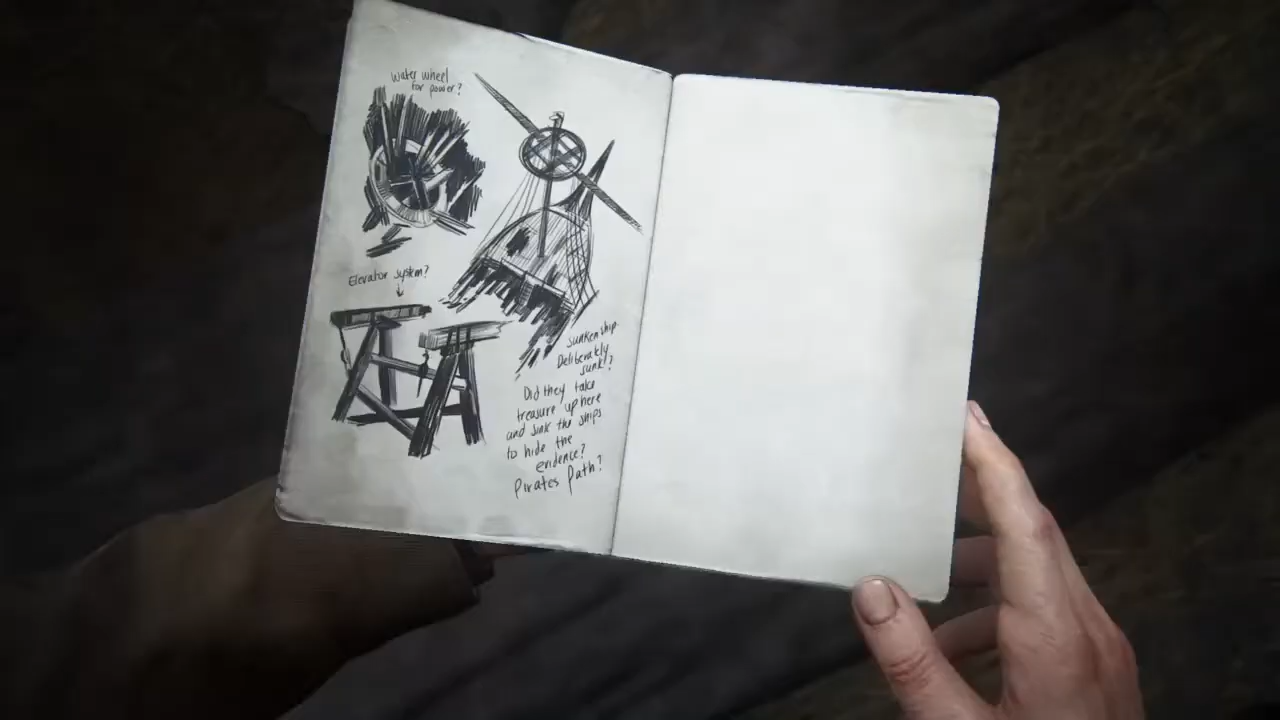 Water wheel
for power?
Elevator system?
Sunken ship.
Deliberately
sunk!?
Did they take
treasure up here
and sink the ships
to hide the
evidence?
Pirates Path?